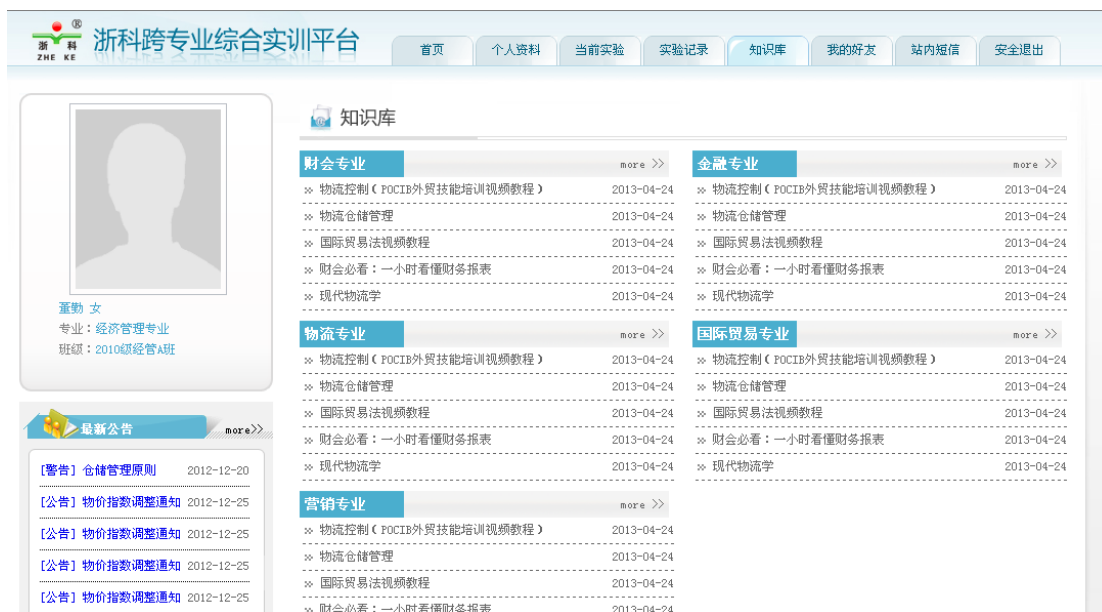 浙 科
ZHE KE
®
浙科跨专业综合实训平台
首页 个人资料 当前实验 实验记录 知识库 我的好友 站内短信 安全退出
董勤 女
专业：经济管理专业
班级：2010级经管A班
最新公告 more>>
[警告] 仓储管理原则 2012-12-20
[公告] 物价指数调整通知 2012-12-25
[公告] 物价指数调整通知 2012-12-25
[公告] 物价指数调整通知 2012-12-25
[公告] 物价指数调整通知 2012-12-25
知识库
财会专业 more >>
» 物流控制(POCIB外贸技能培训视频教程) 2013-04-24
» 物流仓储管理 2013-04-24
» 国际贸易法视频教程 2013-04-24
» 财会必看：一小时看懂财务报表 2013-04-24
» 现代物流学 2013-04-24
金融专业 more >>
» 物流控制(POCIB外贸技能培训视频教程) 2013-04-24
» 物流仓储管理 2013-04-24
» 国际贸易法视频教程 2013-04-24
» 财会必看：一小时看懂财务报表 2013-04-24
» 现代物流学 2013-04-24
物流专业 more >>
» 物流控制(POCIB外贸技能培训视频教程) 2013-04-24
» 物流仓储管理 2013-04-24
» 国际贸易法视频教程 2013-04-24
» 财会必看：一小时看懂财务报表 2013-04-24
» 现代物流学 2013-04-24
国际贸易专业 more >>
» 物流控制(POCIB外贸技能培训视频教程) 2013-04-24
» 物流仓储管理 2013-04-24
» 国际贸易法视频教程 2013-04-24
» 财会必看：一小时看懂财务报表 2013-04-24
» 现代物流学 2013-04-24
营销专业 more >>
» 物流控制(POCIB外贸技能培训视频教程) 2013-04-24
» 物流仓储管理 2013-04-24
» 国际贸易法视频教程 2013-04-24
» 财会必看：一小时看懂财务报表 2013-04-24